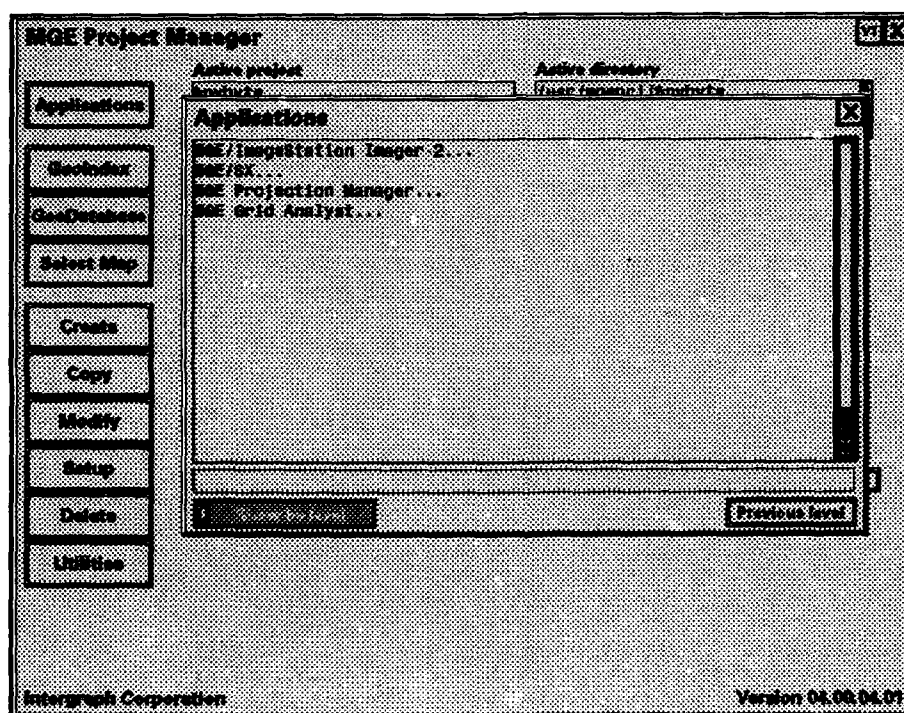 MGE Project Manager
VT X
Active project
Active directory
Applications
Applications
X
MGE/ImageStation Imager 2...
MGE/SX...
MGE Projection Manager...
MGE Grid Analyst...
GeoIndex
GeoDatabase
Select Map
Create
Copy
Modify
Setup
Delete
Utilities
Previous level
Intergraph Corporation
Version 04.00.04.01